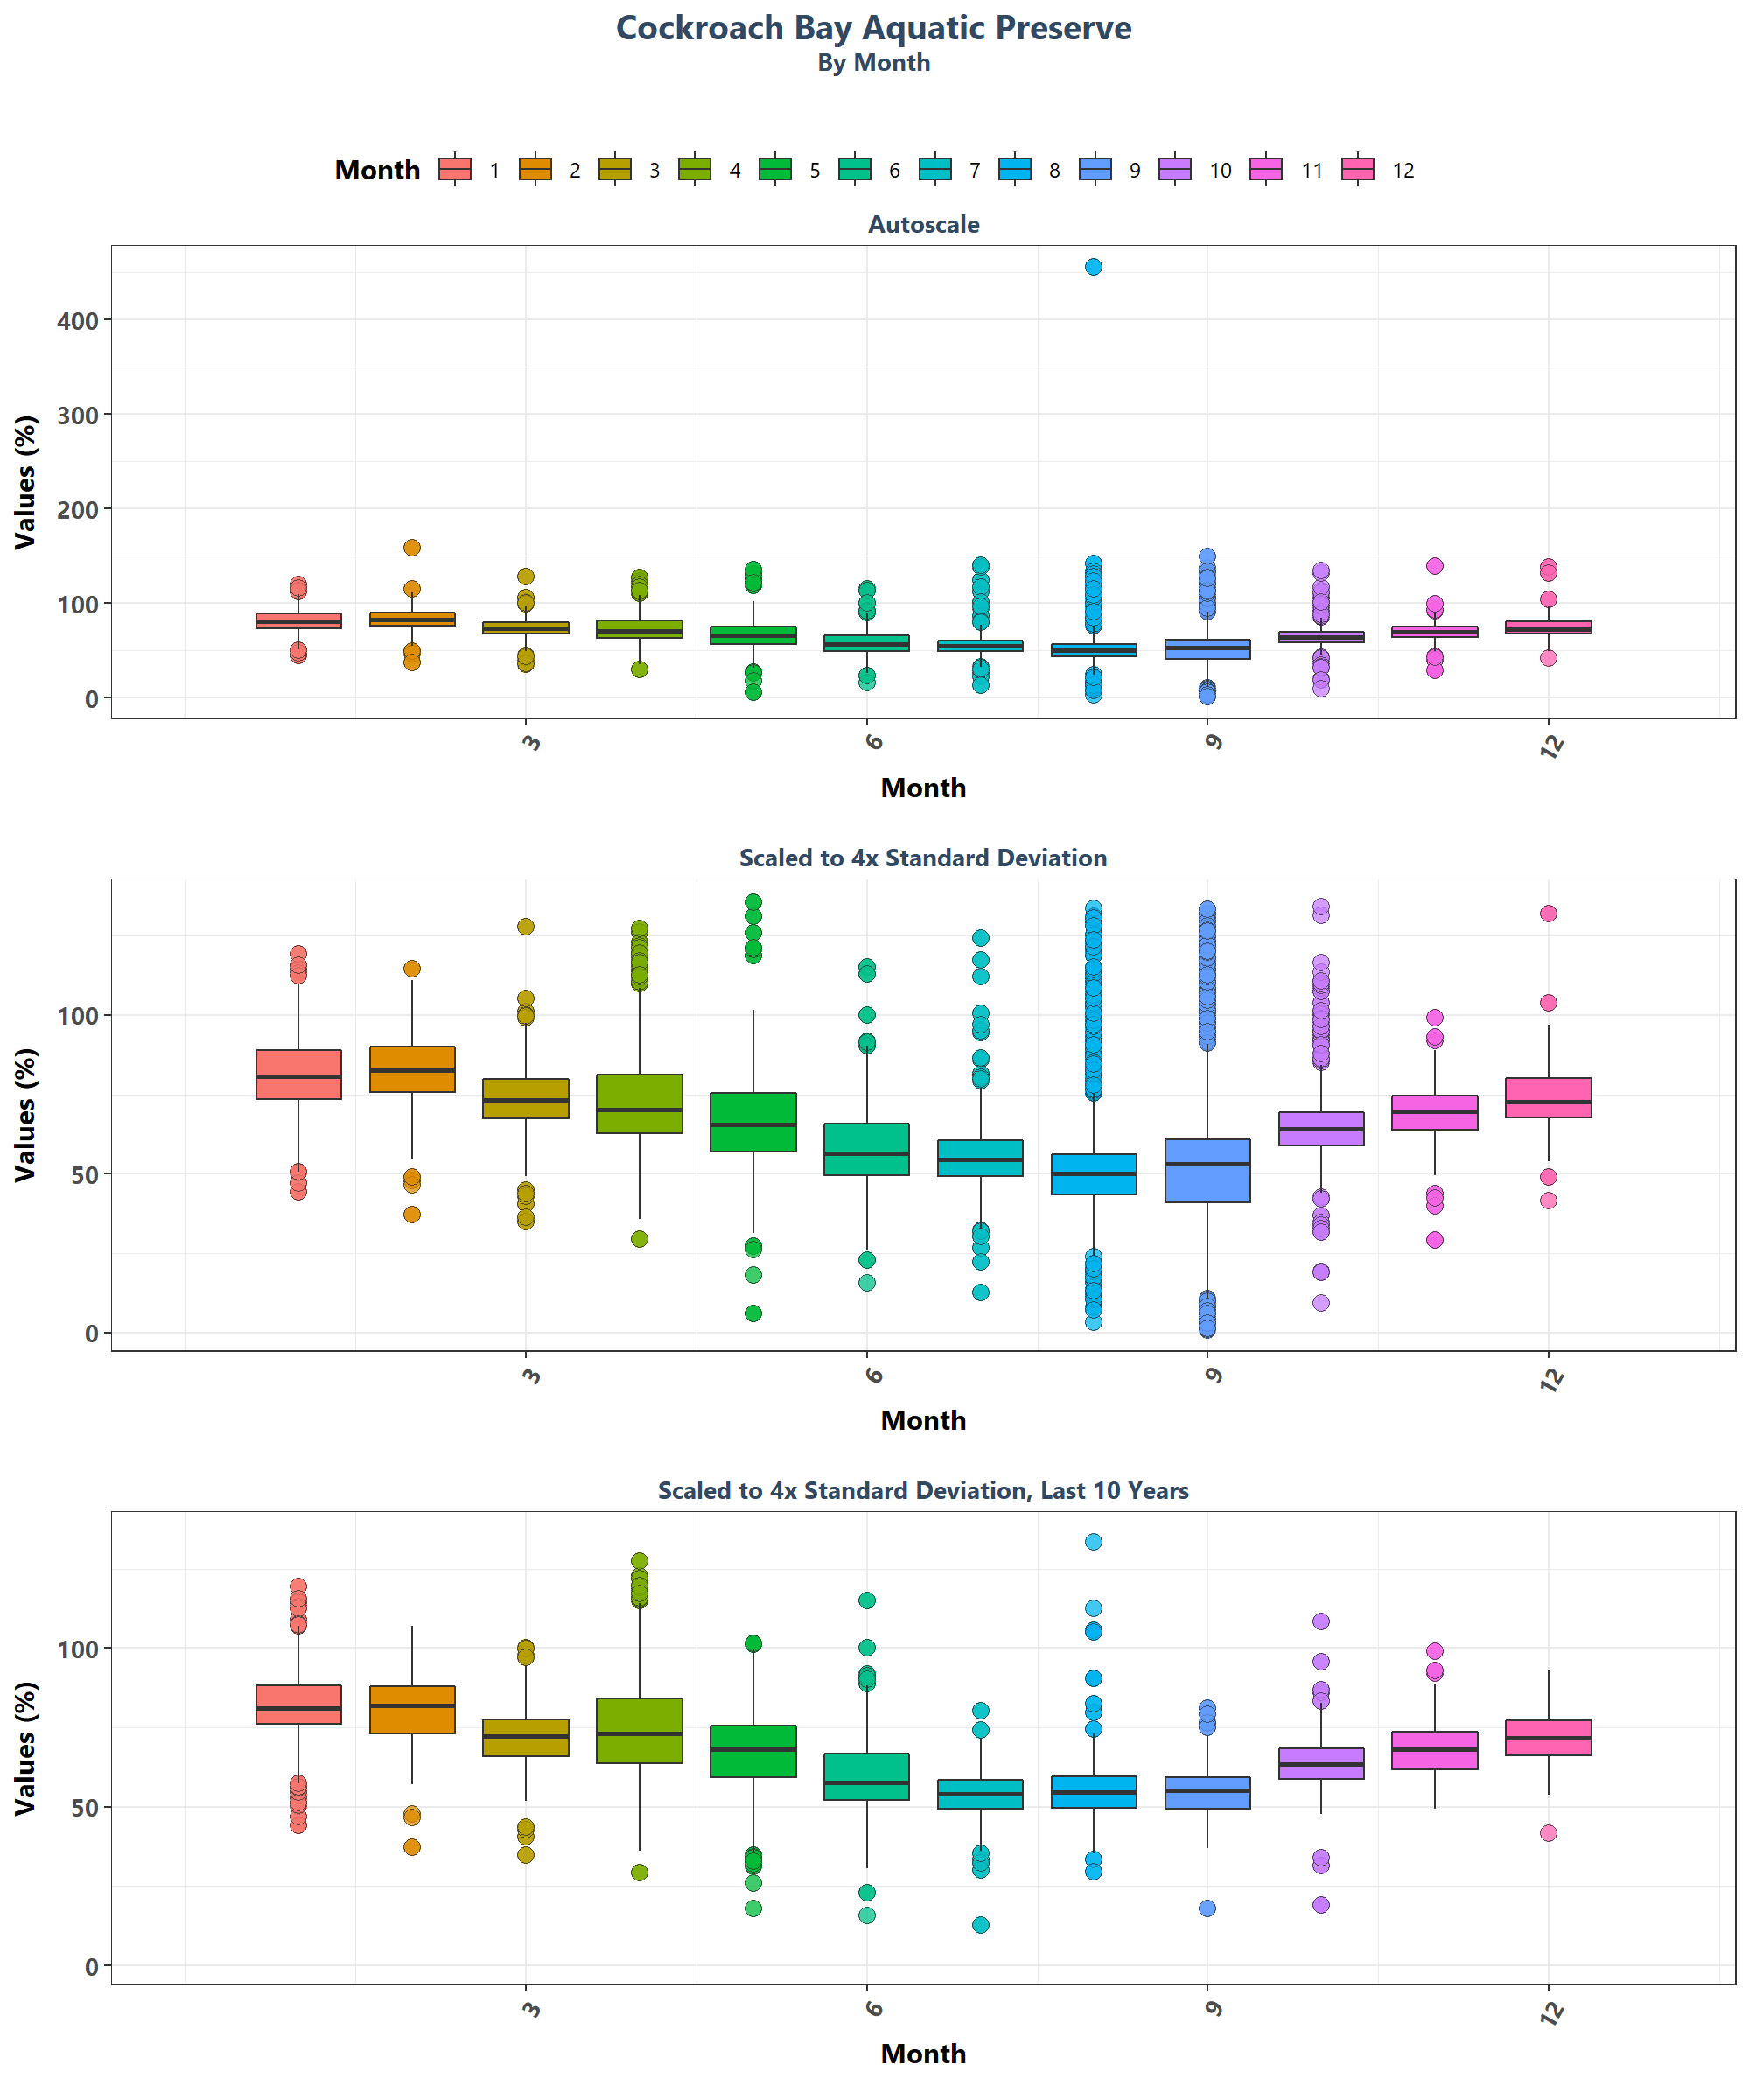 Cockroach Bay Aquatic Preserve
By Month
Month 1 2 3 4 5 6 7 8 9 10 11 12
Autoscale
Values (%)
400
300
200
100
0
3 6 9 12
Month
Scaled to 4x Standard Deviation
Values (%)
100
50
0
3 6 9 12
Month
Scaled to 4x Standard Deviation, Last 10 Years
Values (%)
100
50
0
3 6 9 12
Month